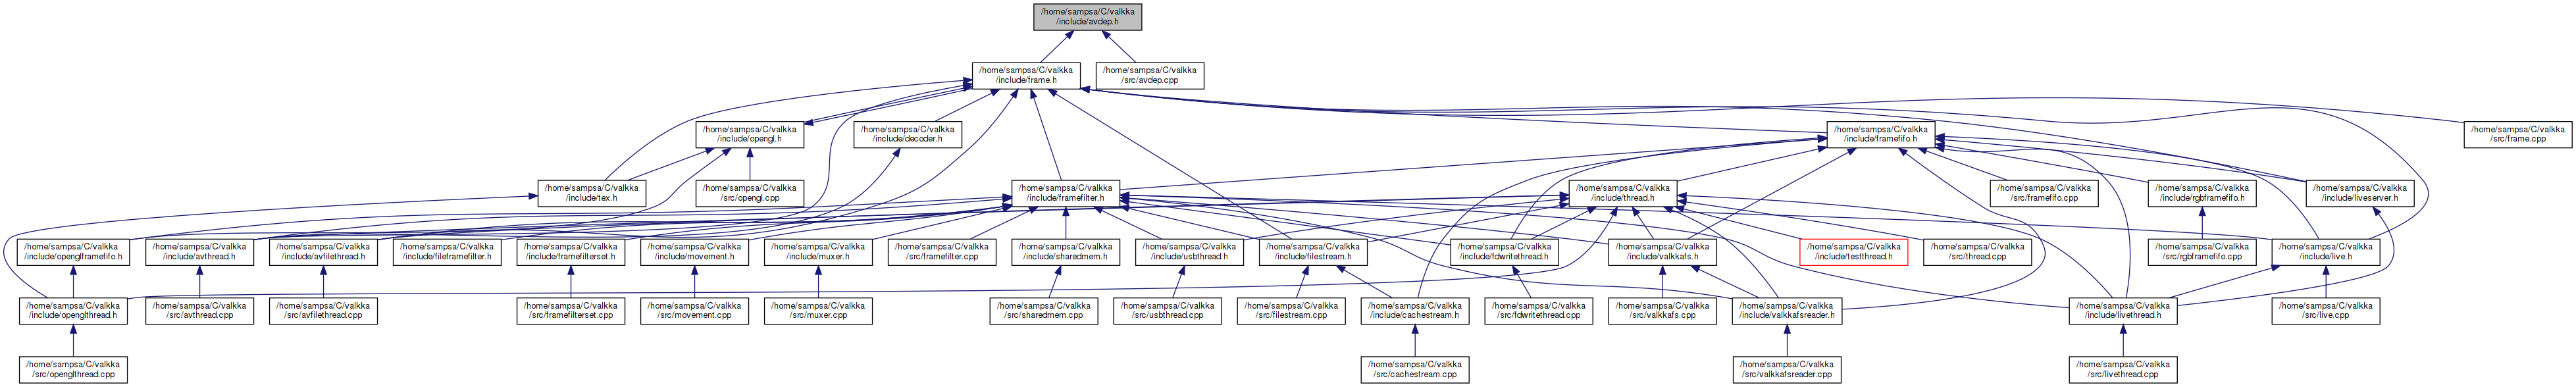 /home/sampsa/C/valkka
/include/avdep.h
/home/sampsa/C/valkka
/include/frame.h
/home/sampsa/C/valkka
/src/avdep.cpp
/home/sampsa/C/valkka
/include/opengl.h
/home/sampsa/C/valkka
/include/decoder.h
/home/sampsa/C/valkka
/include/framefifo.h
/home/sampsa/C/valkka
/src/frame.cpp
/home/sampsa/C/valkka
/include/tex.h
/home/sampsa/C/valkka
/src/opengl.cpp
/home/sampsa/C/valkka
/include/framefilter.h
/home/sampsa/C/valkka
/include/thread.h
/home/sampsa/C/valkka
/src/framefifo.cpp
/home/sampsa/C/valkka
/include/rgbframefifo.h
/home/sampsa/C/valkka
/include/liveserver.h
/home/sampsa/C/valkka
/include/openglframefifo.h
/home/sampsa/C/valkka
/include/avthread.h
/home/sampsa/C/valkka
/include/avfilethread.h
/home/sampsa/C/valkka
/include/fileframefilter.h
/home/sampsa/C/valkka
/include/framefilterset.h
/home/sampsa/C/valkka
/include/movement.h
/home/sampsa/C/valkka
/include/muxer.h
/home/sampsa/C/valkka
/src/framefilter.cpp
/home/sampsa/C/valkka
/include/sharedmem.h
/home/sampsa/C/valkka
/include/usbthread.h
/home/sampsa/C/valkka
/include/filestream.h
/home/sampsa/C/valkka
/include/fdwritethread.h
/home/sampsa/C/valkka
/include/valkkafs.h
/home/sampsa/C/valkka
/include/testthread.h
/home/sampsa/C/valkka
/src/thread.cpp
/home/sampsa/C/valkka
/src/rgbframefifo.cpp
/home/sampsa/C/valkka
/include/live.h
/home/sampsa/C/valkka
/include/openglthread.h
/home/sampsa/C/valkka
/src/avthread.cpp
/home/sampsa/C/valkka
/src/avfilethread.cpp
/home/sampsa/C/valkka
/src/framefilterset.cpp
/home/sampsa/C/valkka
/src/movement.cpp
/home/sampsa/C/valkka
/src/muxer.cpp
/home/sampsa/C/valkka
/src/sharedmem.cpp
/home/sampsa/C/valkka
/src/usbthread.cpp
/home/sampsa/C/valkka
/src/filestream.cpp
/home/sampsa/C/valkka
/include/cachestream.h
/home/sampsa/C/valkka
/src/fdwritethread.cpp
/home/sampsa/C/valkka
/src/valkkafs.cpp
/home/sampsa/C/valkka
/include/valkkafsreader.h
/home/sampsa/C/valkka
/include/livethread.h
/home/sampsa/C/valkka
/src/live.cpp
/home/sampsa/C/valkka
/src/openglthread.cpp
/home/sampsa/C/valkka
/src/cachestream.cpp
/home/sampsa/C/valkka
/src/valkkafsreader.cpp
/home/sampsa/C/valkka
/src/livethread.cpp